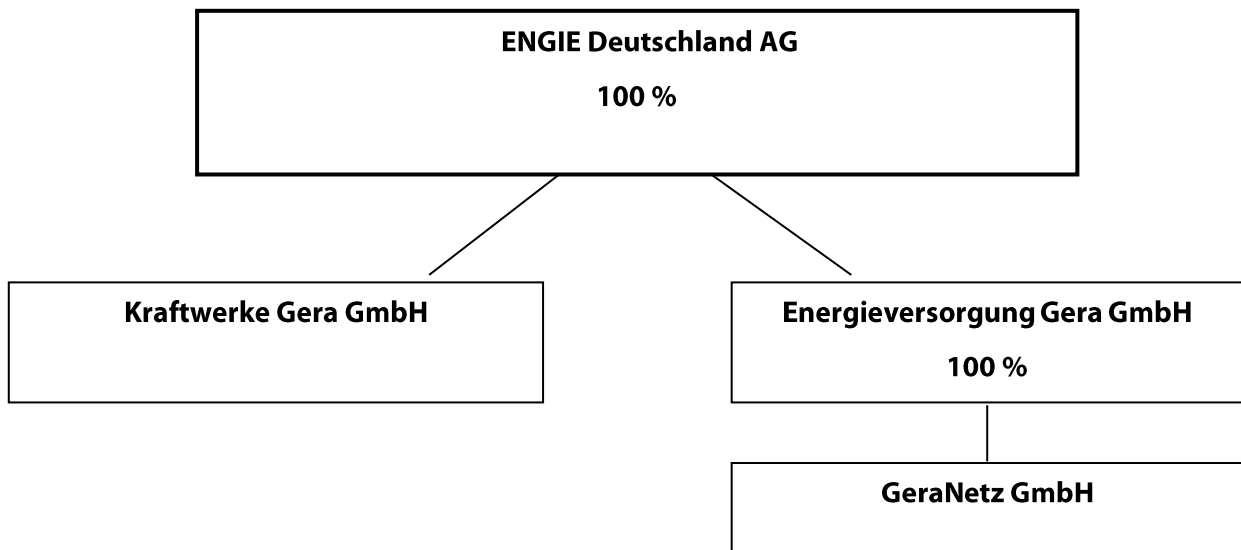 ENGIE Deutschland AG
100 %
Kraftwerke Gera GmbH
Energieversorgung Gera GmbH
100 %
GeraNetz GmbH